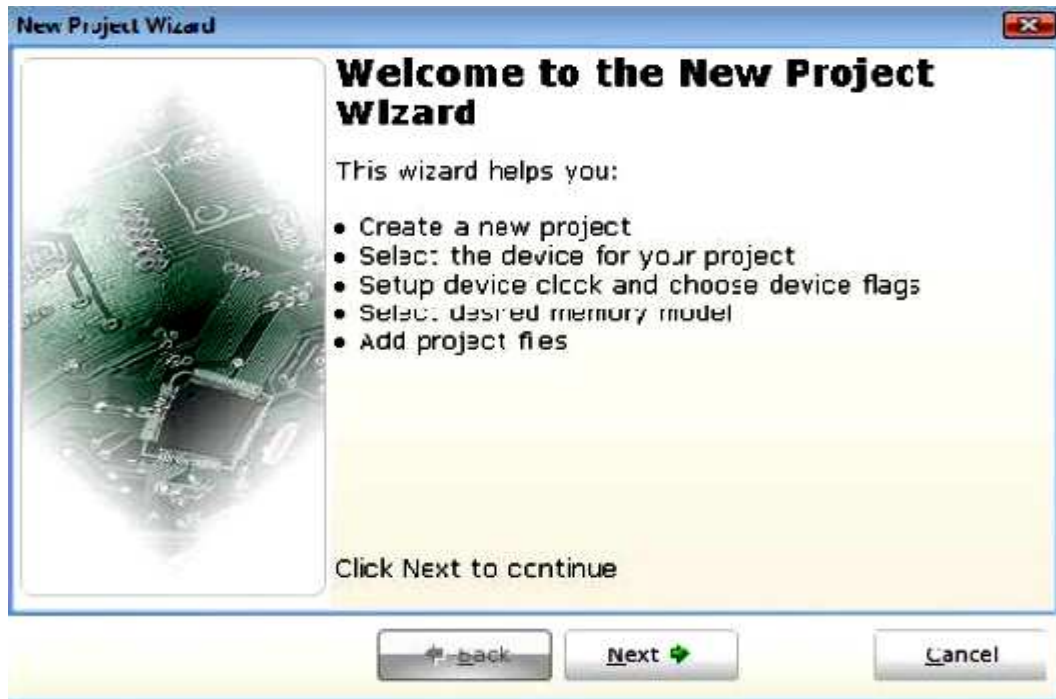 New Project Wizard
Welcome to the New Project
Wizard
This wizard helps you:
• Create a new project
• Select the device for your project
• Setup device clock and choose device flags
• Select desired memory model
• Add project files
Click Next to continue
Back
Next
Cancel